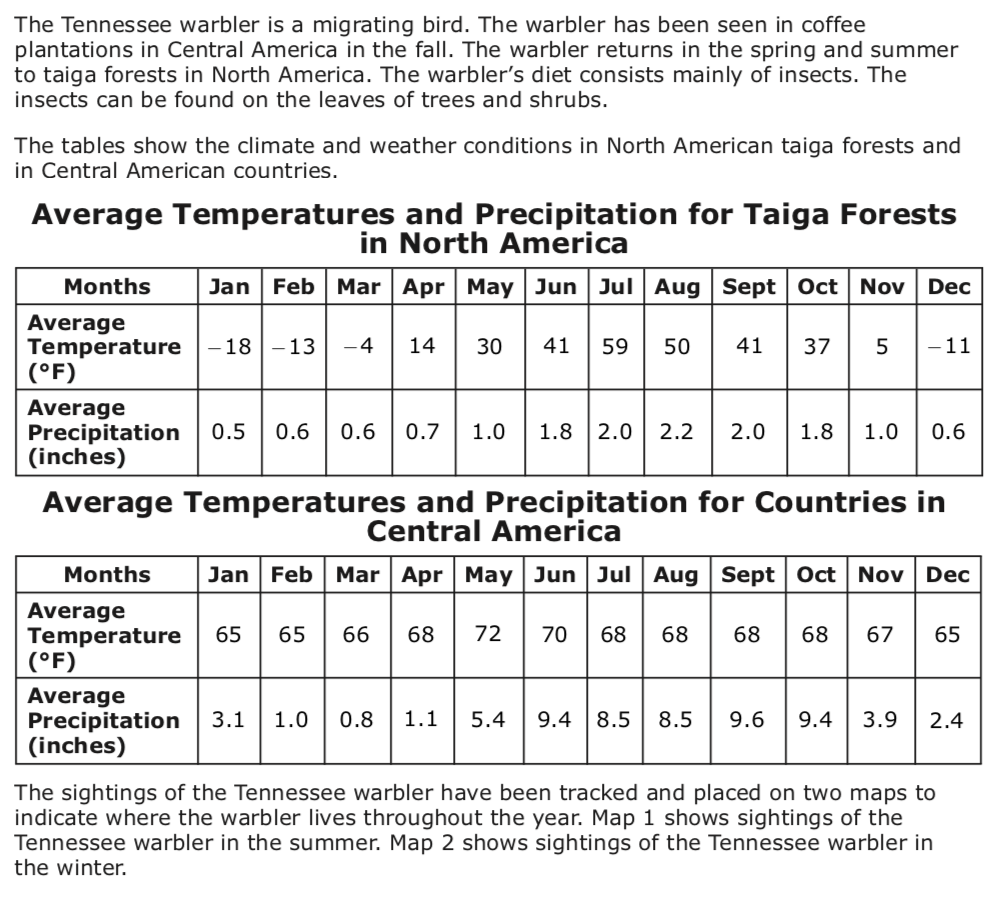 The Tennessee warbler is a migrating bird. The warbler has been seen in coffee
plantations in Central America in the fall. The warbler returns in the spring and summer
to taiga forests in North America. The warbler’s diet consists mainly of insects. The
insects can be found on the leaves of trees and shrubs.
The tables show the climate and weather conditions in North American taiga forests and
in Central American countries.
Average Temperatures and Precipitation for Taiga Forests
in North America
Months Jan Feb Mar Apr May Jun Jul Aug Sept Oct Nov Dec
Average
Temperature −18 −13 −4 14 30 41 59 50 41 37 5 −11
(°F)
Average
Precipitation 0.5 0.6 0.6 0.7 1.0 1.8 2.0 2.2 2.0 1.8 1.0 0.6
(inches)
Average Temperatures and Precipitation for Countries in
Central America
Months Jan Feb Mar Apr May Jun Jul Aug Sept Oct Nov Dec
Average
Temperature 65 65 66 68 72 70 68 68 68 68 67 65
(°F)
Average
Precipitation 3.1 1.0 0.8 1.1 5.4 9.4 8.5 8.5 9.6 9.4 3.9 2.4
(inches)
The sightings of the Tennessee warbler have been tracked and placed on two maps to
indicate where the warbler lives throughout the year. Map 1 shows sightings of the
Tennessee warbler in the summer. Map 2 shows sightings of the Tennessee warbler in
the winter.